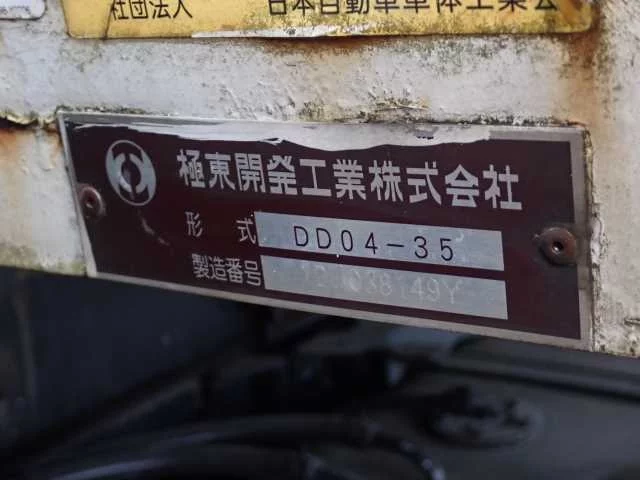 社団法人 日本自動車車体工業会
極東開発工業株式会社
形式 DD04-35
製造番号